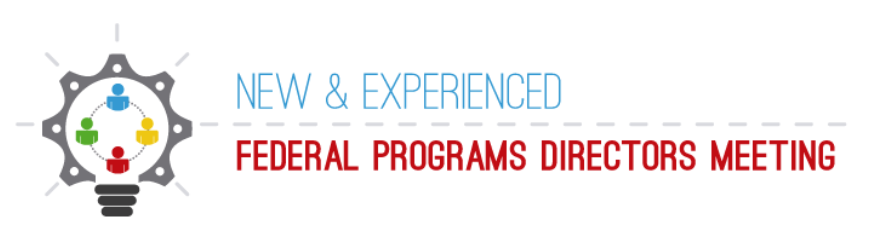 NEW & EXPERIENCED
FEDERAL PROGRAMS DIRECTORS MEETING